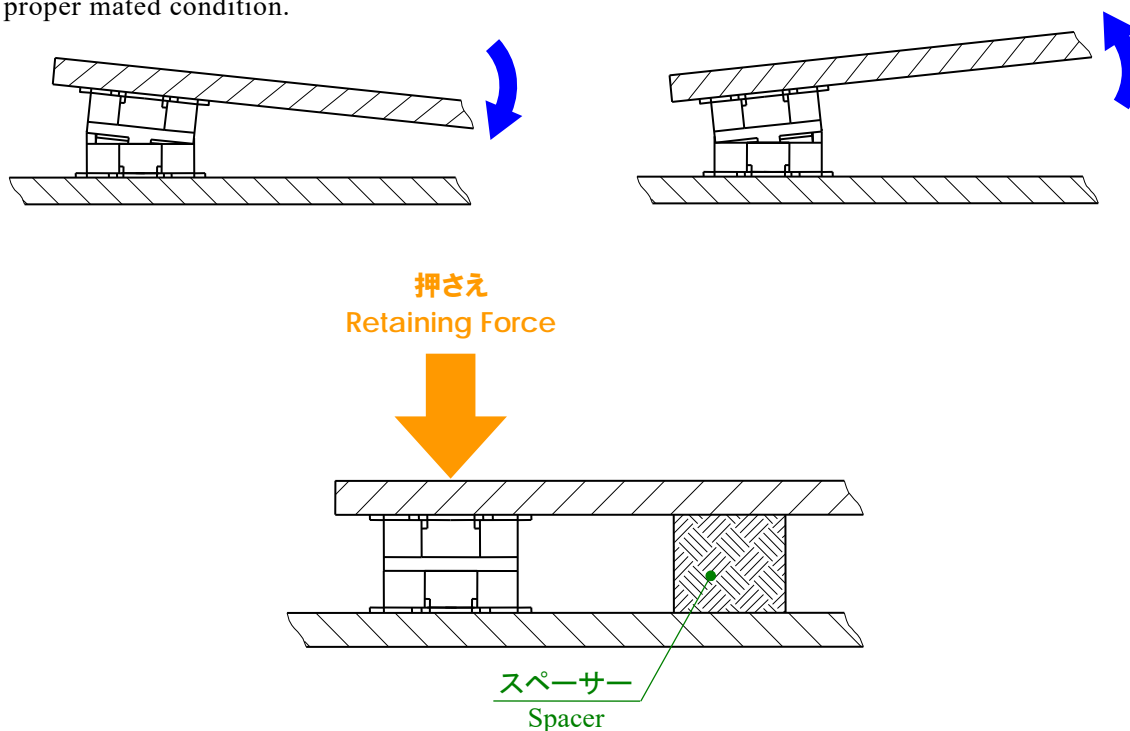 proper mated condition.
押さえ
Retaining Force
スペーサー
Spacer